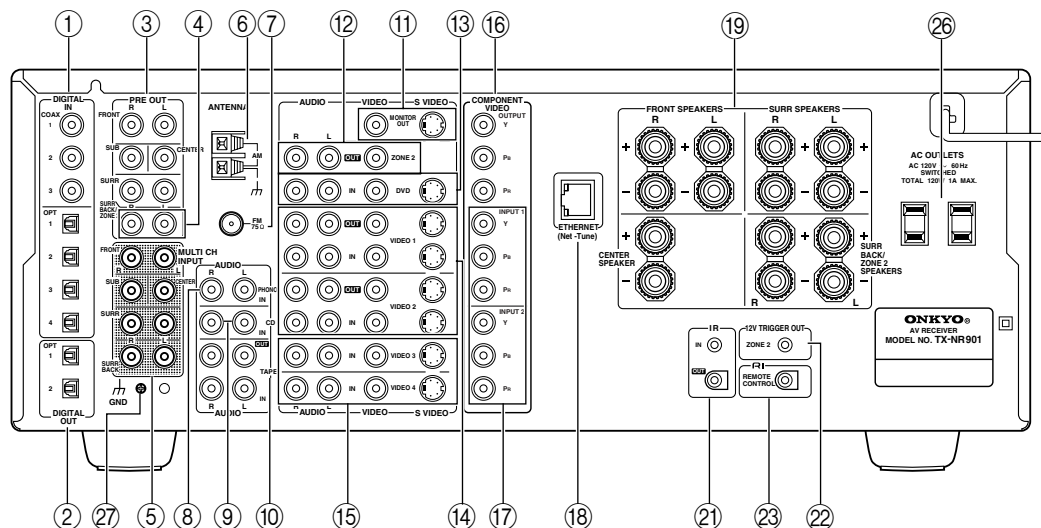 ① ③ ④ ⑥ ⑦ ⑫ ⑪ ⑬ ⑯ ⑲ ㉖
DIGITAL IN
COAX
1
2
3
OPT
1
2
3
4
OPT
1
2
DIGITAL OUT
PRE OUT
R L
FRONT
SUB CENTER
SURR
SURR BACK/ ZONE 2
FRONT MULTI CH INPUT
R L
SUB CENTER
SURR
R L
SURR BACK
GND
ANTENNA
AM
FM 75Ω
AUDIO
R L
PHONO
IN
CD
IN
OUT
TAPE
IN
R L
AUDIO
AUDIO VIDEO S VIDEO
R L
MONITOR OUT
OUT ZONE 2
IN DVD
OUT
VIDEO 1
IN
OUT
VIDEO 2
IN
IN VIDEO 3
IN VIDEO 4
R L
AUDIO VIDEO S VIDEO
COMPONENT VIDEO
OUTPUT
Y
PB
PR
INPUT 1
Y
PB
PR
INPUT 2
Y
PB
PR
ETHERNET
(Net -Tune)
FRONT SPEAKERS SURR SPEAKERS
R L R L
+ + + +
− − − −
CENTER SPEAKER
+ + +
− − −
SURR BACK/ ZONE 2 SPEAKERS
R L
AC OUTLETS
AC 120V ~ 60Hz
SWITCHED
TOTAL 120W 1A MAX.
IR
IN
OUT
12V TRIGGER OUT
ZONE 2
RI
REMOTE CONTROL
ONKYO®
AV RECEIVER
MODEL NO. TX-NR901
② ㉗ ⑤ ⑧ ⑨ ⑩ ⑮ ⑭ ⑰ ⑱ ㉑ ㉓ ㉒